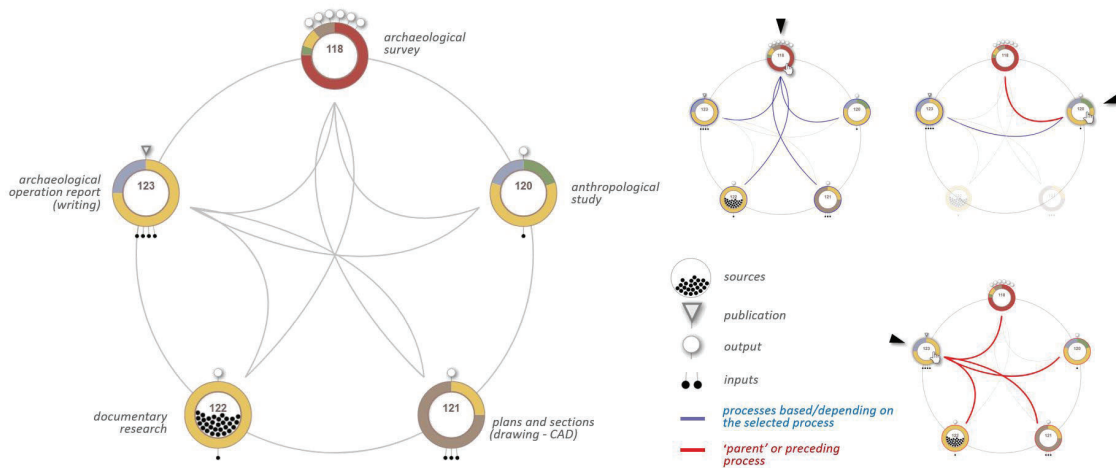 archaeological
survey
118
archaeological
operation report
(writing)
123
120
anthropological
study
documentary
research
122
121
plans and sections
(drawing - CAD)
118
123
120
122
121
118
123
120
sources
publication
output
inputs
processes based/depending on
the selected process
'parent' or preceding
process
118
123
120
122
121